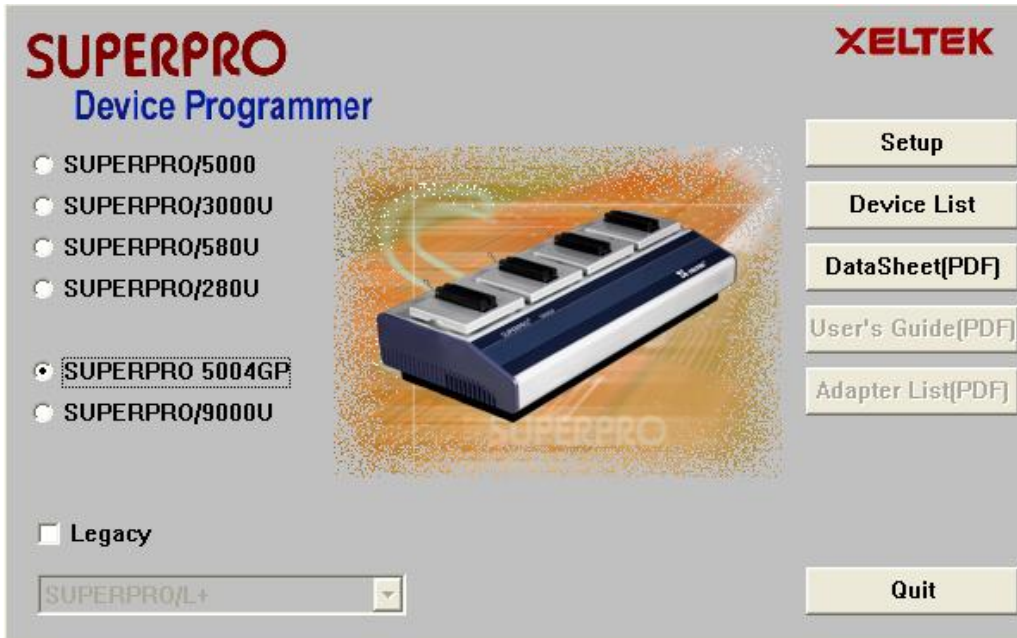 SUPERPRO
Device Programmer
XELTEK
SUPERPRO/5000
SUPERPRO/3000U
SUPERPRO/580U
SUPERPRO/280U
SUPERPRO 5004GP
SUPERPRO/9000U
SUPERPRO
Legacy
SUPERPRO/L+
Setup
Device List
DataSheet(PDF)
User's Guide(PDF)
Adapter List(PDF)
Quit